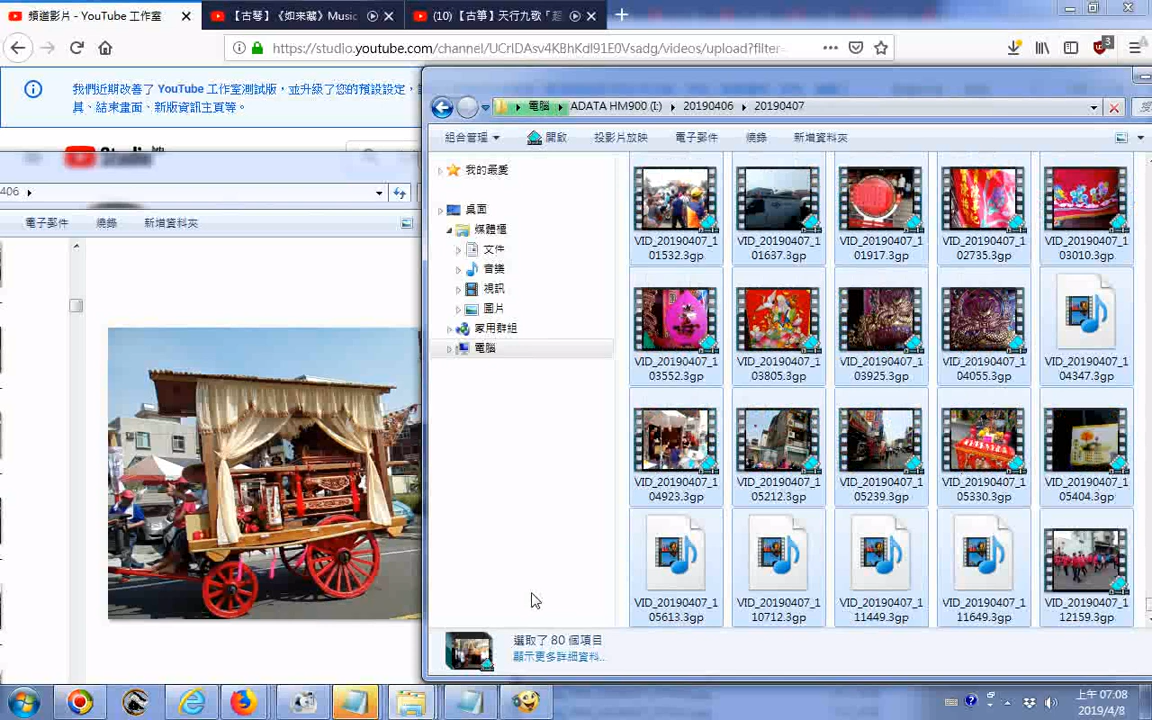 頻道影片 - YouTube 工作室
【古琴】《如來藏》Music
(10)【古箏】天行九歌「
https://studio.youtube.com/channel/UCrIDAsv4KBhKdI91E0Vsadg/videos/upload?filter
3
我們近期改善了 YouTube 工作室測試版，並升級了您的預設設定，
具、結束畫面、新版資訊主頁等。
Studio
406
電子郵件 燒錄 新增資料夾
電腦 ADATA HM900 (I:) 20190406 20190407
組合管理 開啟 投影片放映 電子郵件 燒錄 新增資料夾
我的最愛
桌面
媒體櫃
文件
音樂
視訊
圖片
家用群組
電腦
VID_20190407_101532.3gp
VID_20190407_101637.3gp
VID_20190407_101917.3gp
VID_20190407_102735.3gp
VID_20190407_103010.3gp
VID_20190407_103552.3gp
VID_20190407_103805.3gp
VID_20190407_103925.3gp
VID_20190407_104055.3gp
VID_20190407_104347.3gp
VID_20190407_104923.3gp
VID_20190407_105212.3gp
VID_20190407_105239.3gp
VID_20190407_105330.3gp
VID_20190407_105404.3gp
VID_20190407_105613.3gp
VID_20190407_110712.3gp
VID_20190407_111449.3gp
VID_20190407_111649.3gp
VID_20190407_112159.3gp
選取了 80 個項目
顯示更多詳細資料...
上午 07:08
2019/4/8